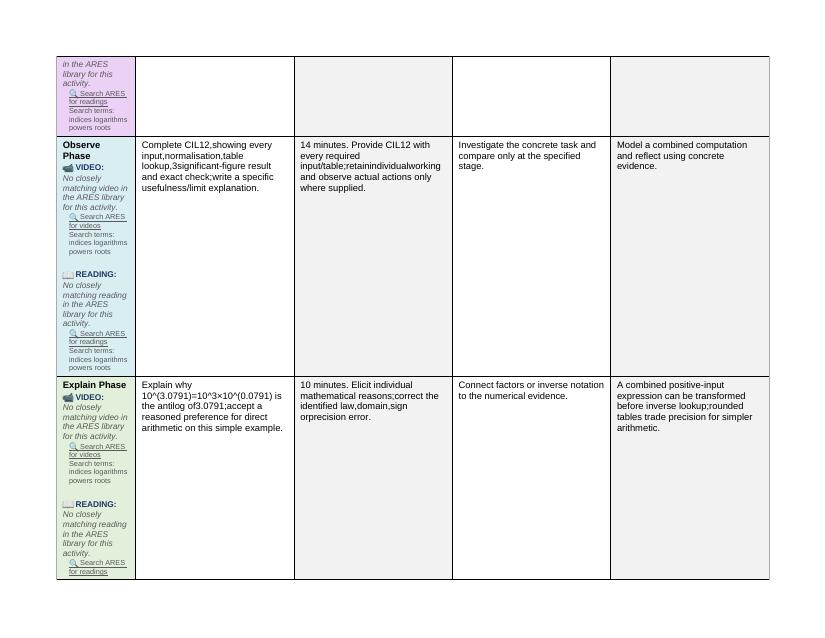 in the ARES
library for this
activity.
🔍 Search ARES
for readings
Search terms:
indices logarithms
powers roots
Observe
Phase
📹 VIDEO:
No closely
matching video in
the ARES library
for this activity.
🔍 Search ARES
for videos
Search terms:
indices logarithms
powers roots
📖 READING:
No closely
matching reading
in the ARES
library for this
activity.
🔍 Search ARES
for readings
Search terms:
indices logarithms
powers roots
Complete CIL12,showing every
input,normalisation,table
lookup,3significant-figure result
and exact check;write a specific
usefulness/limit explanation.
14 minutes. Provide CIL12 with
every required
input/table;retainindividualworking
and observe actual actions only
where supplied.
Investigate the concrete task and
compare only at the specified
stage.
Model a combined computation
and reflect using concrete
evidence.
Explain Phase
📹 VIDEO:
No closely
matching video in
the ARES library
for this activity.
🔍 Search ARES
for videos
Search terms:
indices logarithms
powers roots
📖 READING:
No closely
matching reading
in the ARES
library for this
activity.
🔍 Search ARES
for readings
Explain why
10^(3.0791)=10^3×10^(0.0791) is
the antilog of3.0791;accept a
reasoned preference for direct
arithmetic on this simple example.
10 minutes. Elicit individual
mathematical reasons;correct the
identified law,domain,sign
orprecision error.
Connect factors or inverse notation
to the numerical evidence.
A combined positive-input
expression can be transformed
before inverse lookup;rounded
tables trade precision for simpler
arithmetic.